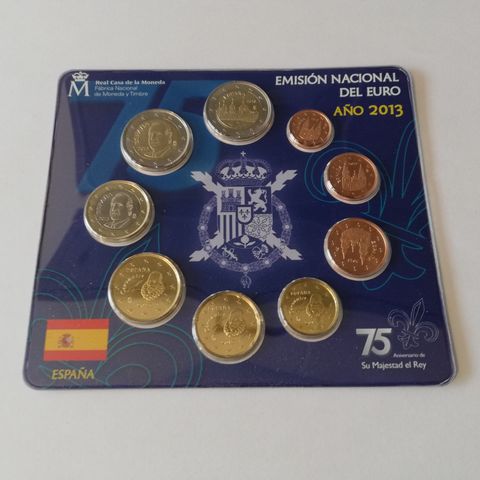 Real Casa de la Moneda
Fábrica Nacional
de Moneda y Timbre
EMISIÓN NACIONAL
DEL EURO
AÑO 2013
ESPAÑA
75
Aniversario de
Su Majestad el Rey